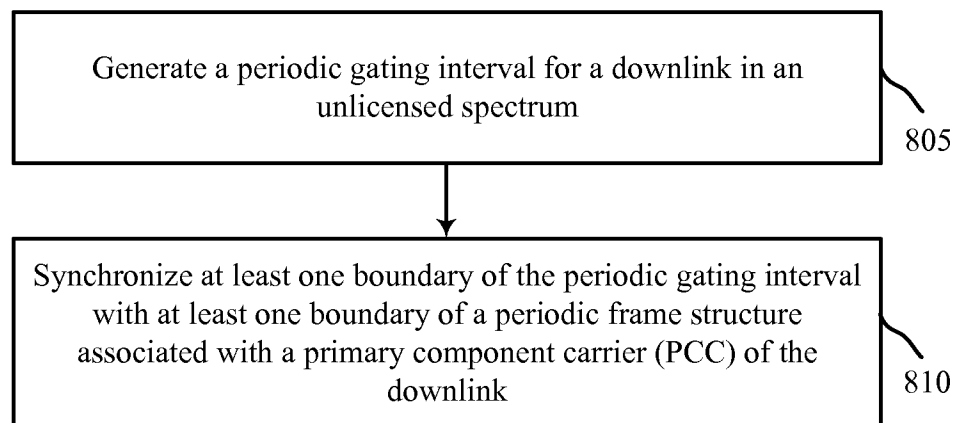 Generate a periodic gating interval for a downlink in an
unlicensed spectrum
805
Synchronize at least one boundary of the periodic gating interval
with at least one boundary of a periodic frame structure
associated with a primary component carrier (PCC) of the
downlink
810